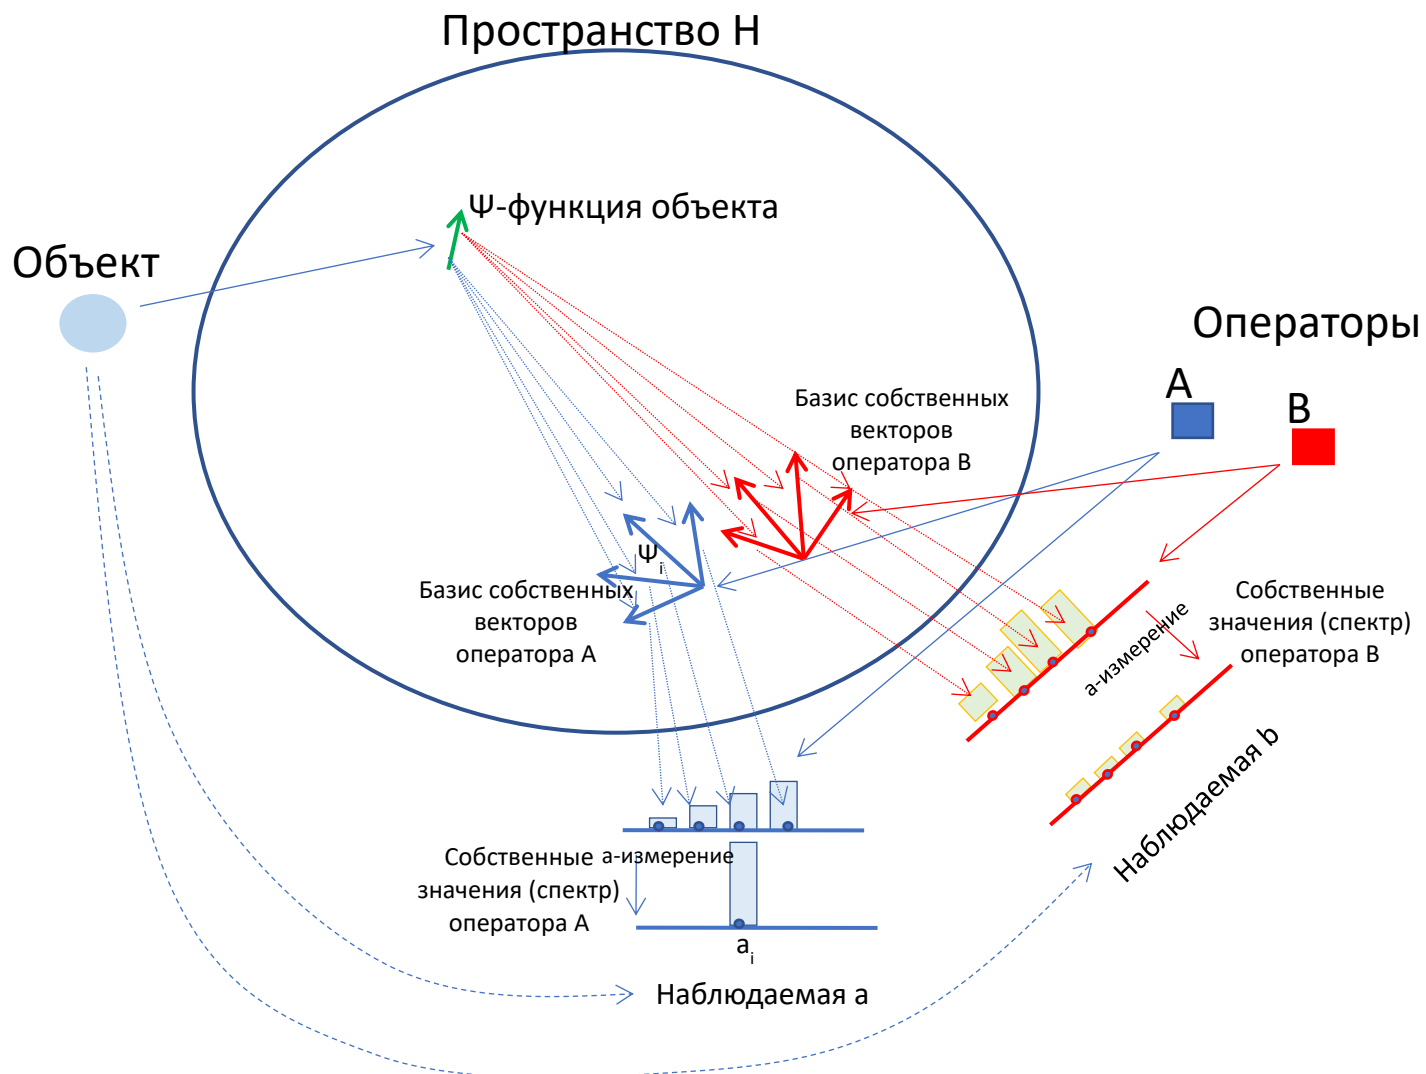 Пространство H
Ψ-функция объекта
Объект
Операторы
A
B
Базис собственных
векторов
оператора B
Ψi
Базис собственных
векторов
оператора A
а-измерение
Собственные
значения (спектр)
оператора B
Наблюдаемая b
Собственные
значения (спектр)
оператора A
а-измерение
ai
Наблюдаемая a